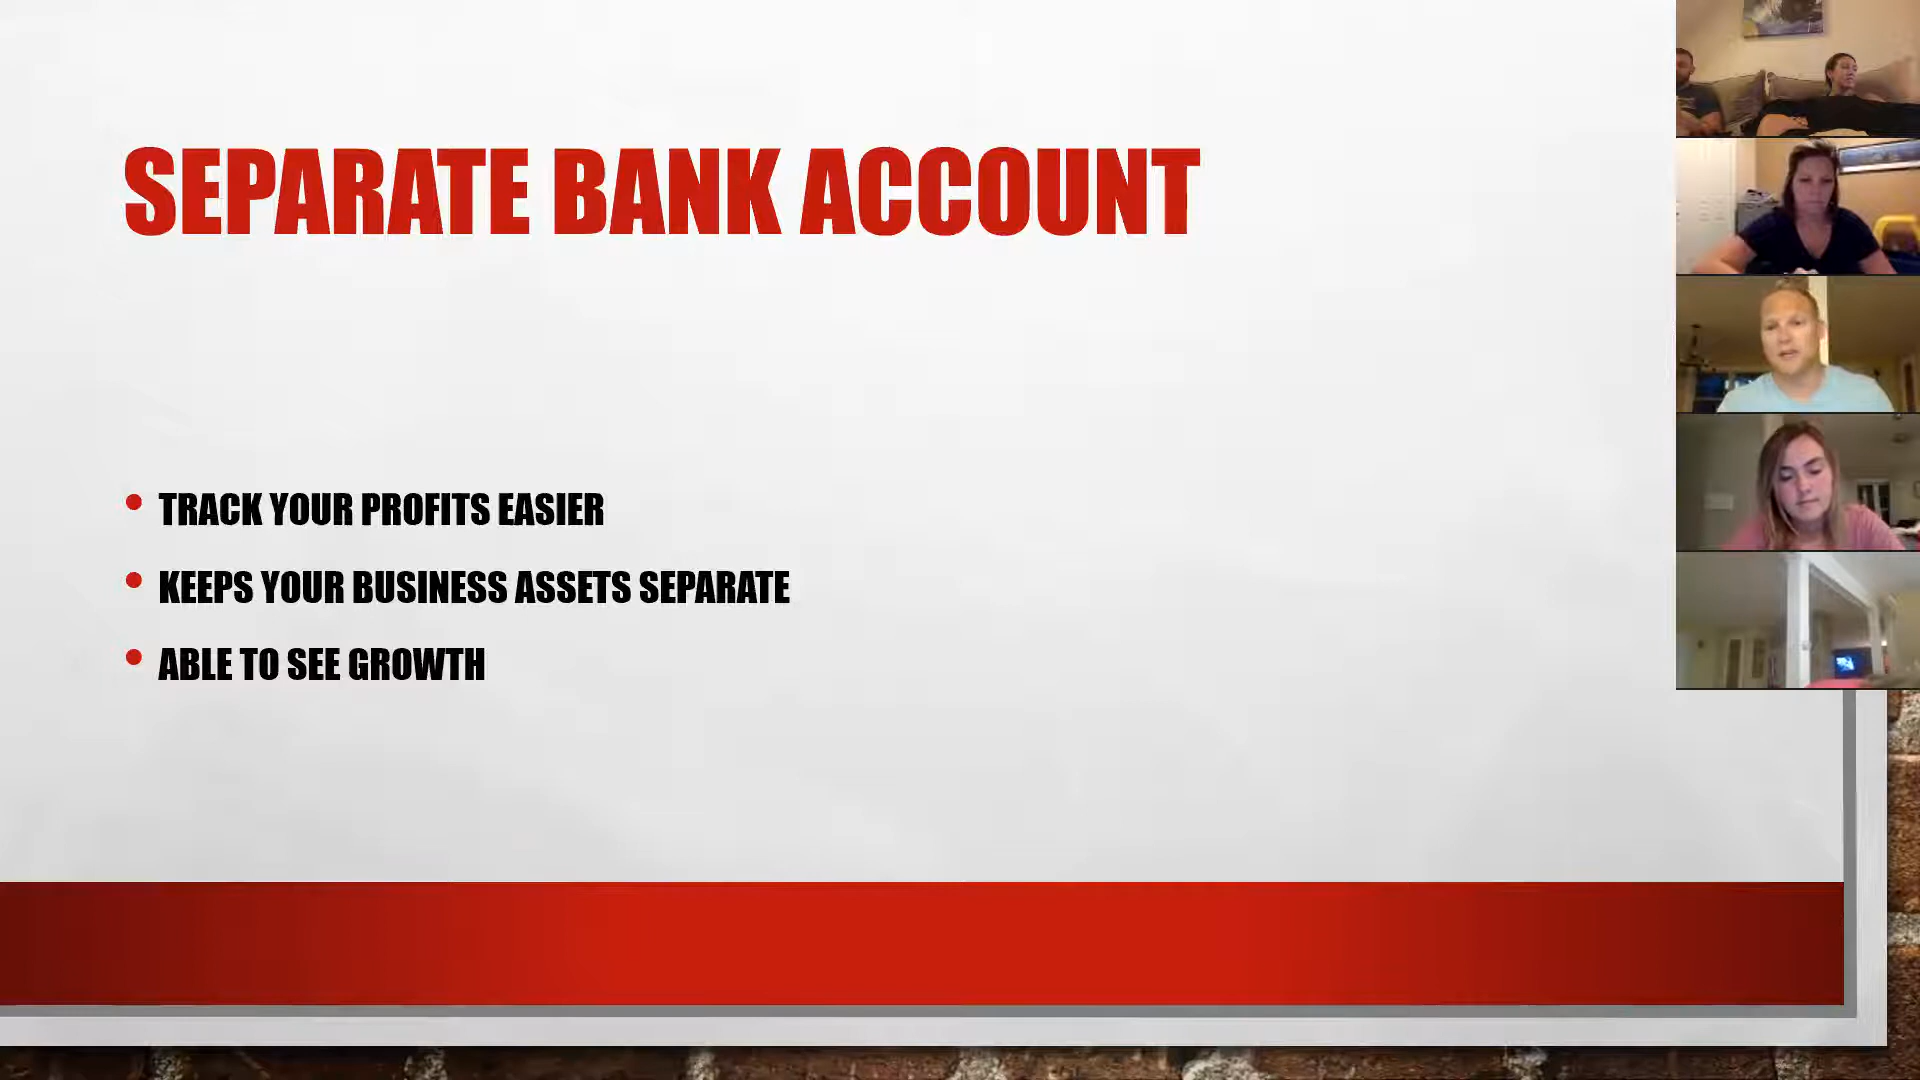 SEPARATE BANK ACCOUNT
TRACK YOUR PROFITS EASIER
KEEPS YOUR BUSINESS ASSETS SEPARATE
ABLE TO SEE GROWTH